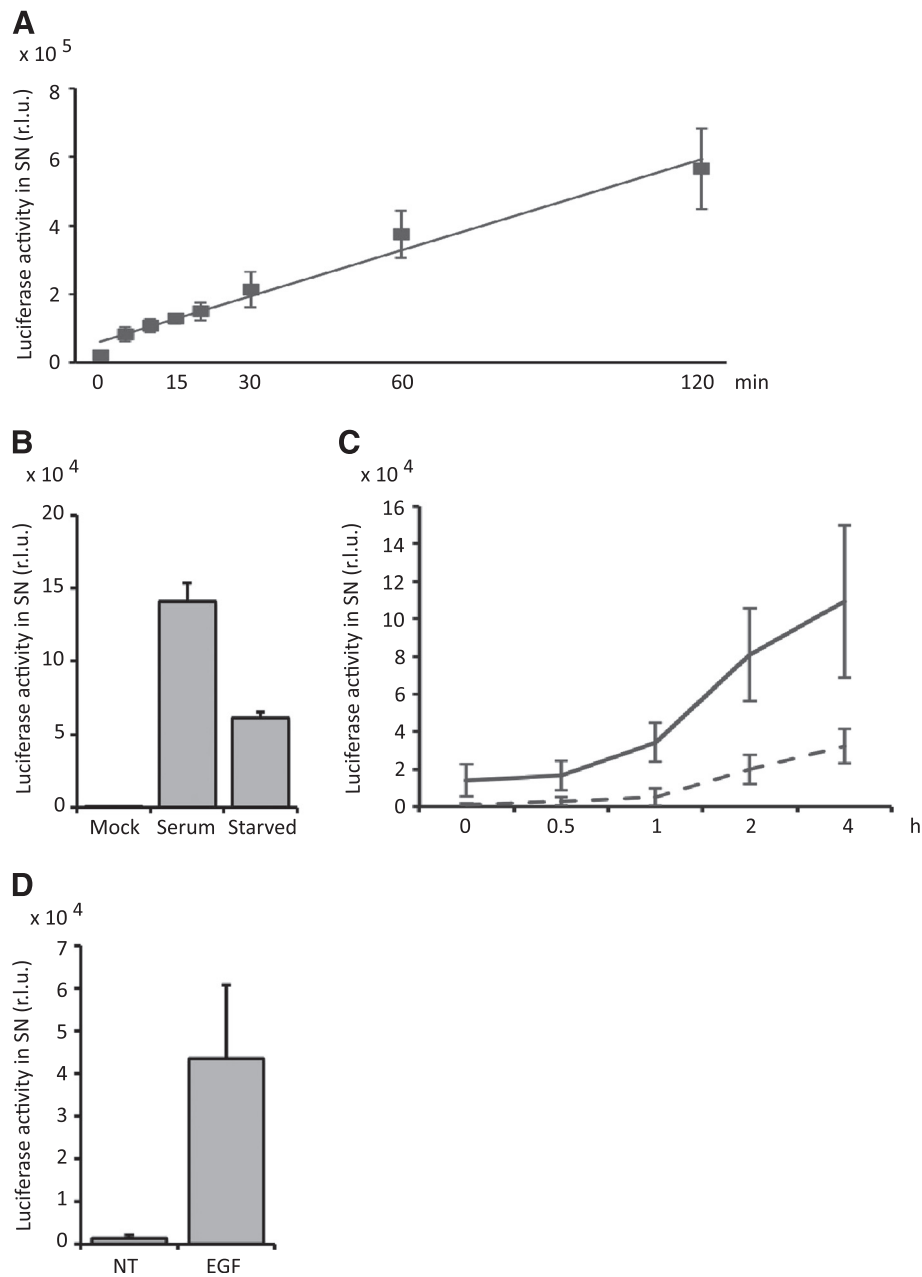 A
x 10 5
Luciferase activity in SN (r.l.u.)
8
6
4
2
0
0 15 30 60 120 min
B
x 10 4
Luciferase activity in SN (r.l.u.)
20
15
10
5
0
Mock Serum Starved
C
x 10 4
Luciferase activity in SN (r.l.u.)
16
14
12
10
8
6
4
2
0
0 0.5 1 2 4 h
D
x 10 4
Luciferase activity in SN (r.l.u.)
7
6
5
4
3
2
1
0
NT EGF